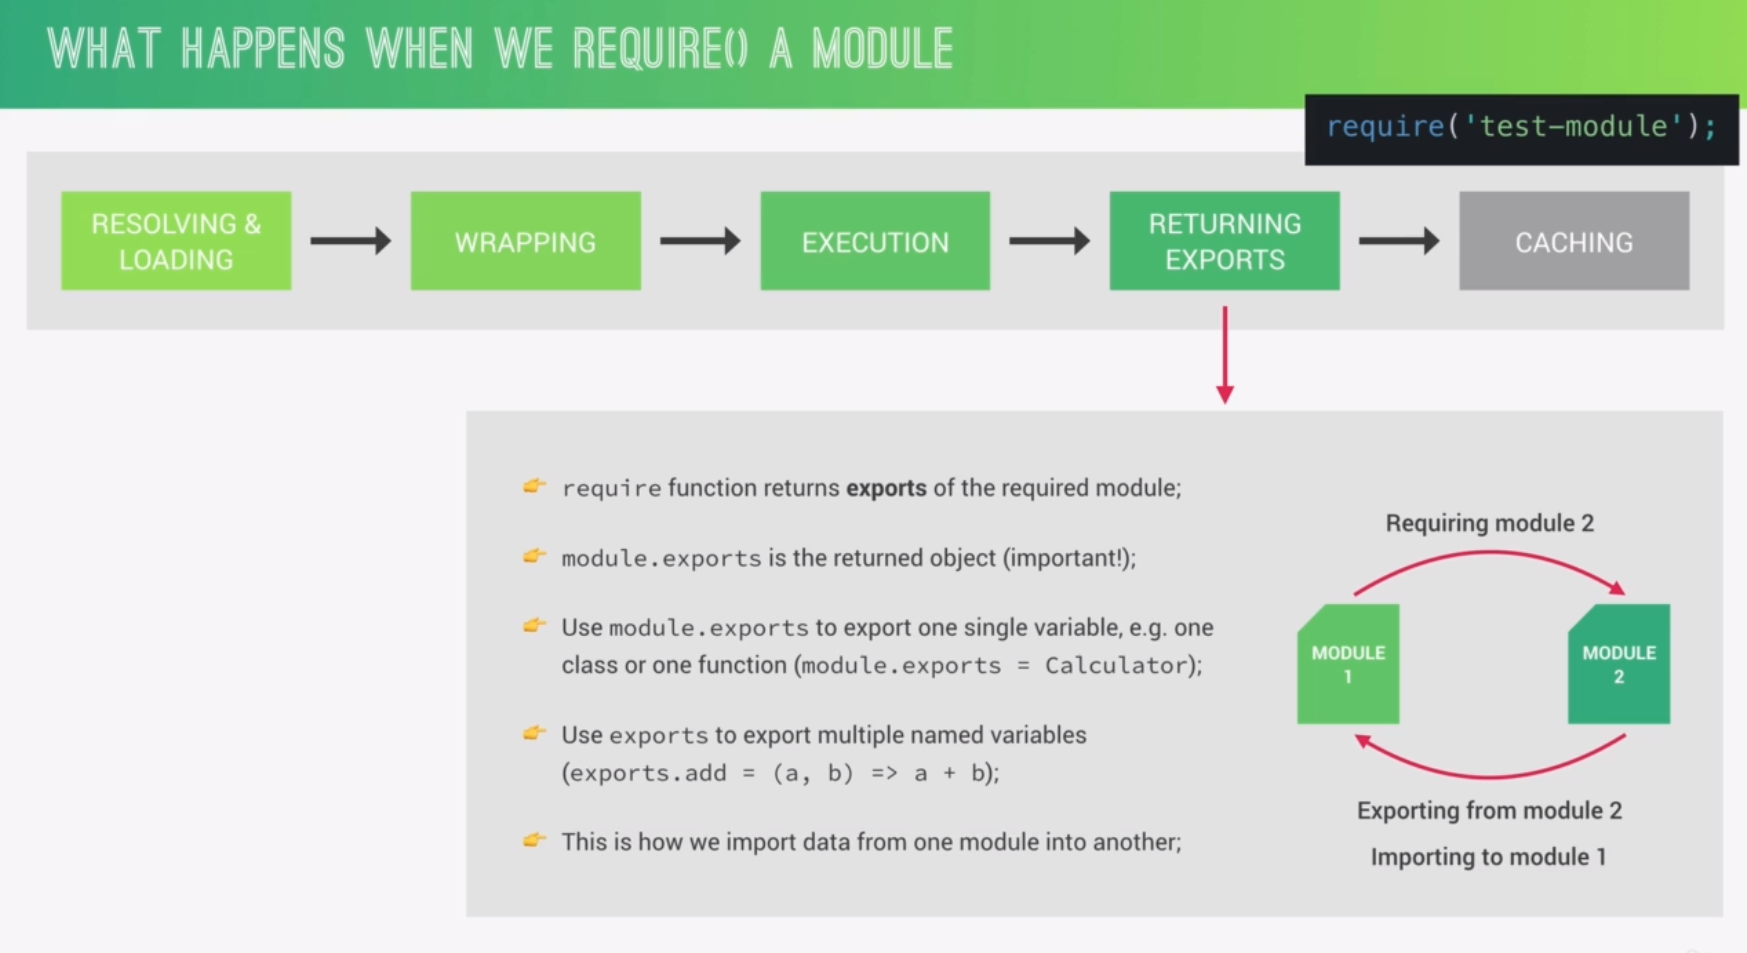 WHAT HAPPENS WHEN WE REQUIRE() A MODULE
require('test-module');
RESOLVING &
LOADING
WRAPPING
EXECUTION
RETURNING
EXPORTS
CACHING
require function returns exports of the required module;
module.exports is the returned object (important!);
Use module.exports to export one single variable, e.g. one
class or one function (module.exports = Calculator);
Use exports to export multiple named variables
(exports.add = (a, b) => a + b);
This is how we import data from one module into another;
Requiring module 2
MODULE
1
MODULE
2
Exporting from module 2
Importing to module 1